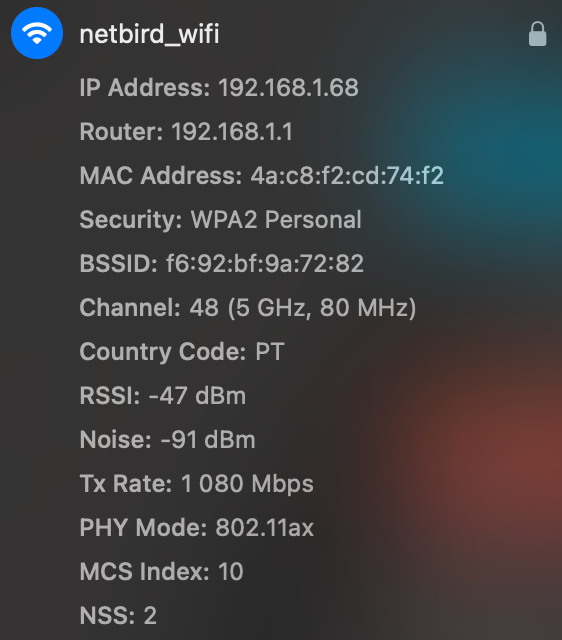 netbird_wifi
IP Address: 192.168.1.68
Router: 192.168.1.1
MAC Address: 4a:c8:f2:cd:74:f2
Security: WPA2 Personal
BSSID: f6:92:bf:9a:72:82
Channel: 48 (5 GHz, 80 MHz)
Country Code: PT
RSSI: -47 dBm
Noise: -91 dBm
Tx Rate: 1 080 Mbps
PHY Mode: 802.11ax
MCS Index: 10
NSS: 2